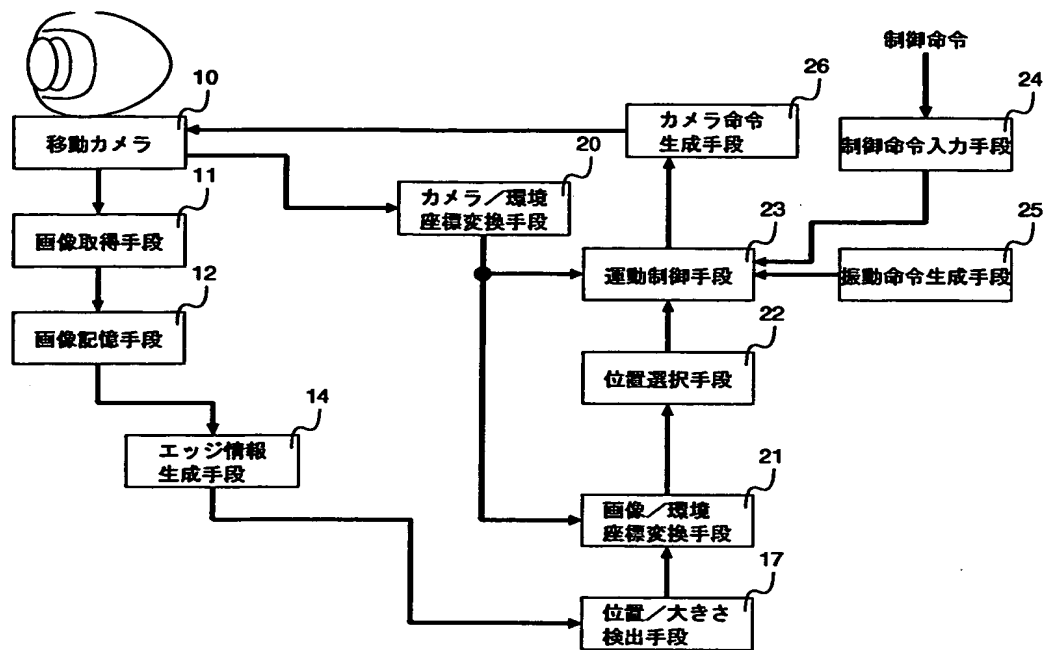 制御命令
10
移動カメラ
26
カメラ命令
生成手段
24
制御命令入力手段
20
カメラ／環境
座標変換手段
11
画像取得手段
23
運動制御手段
25
振動命令生成手段
12
画像記憶手段
22
位置選択手段
14
エッジ情報
生成手段
21
画像／環境
座標変換手段
17
位置／大きさ
検出手段